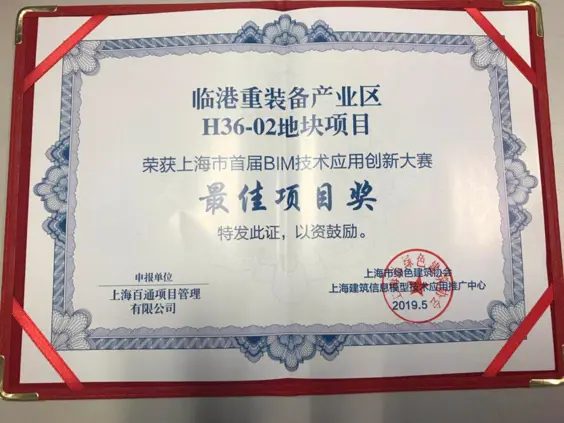 临港重装备产业区
H36-02地块项目
荣获上海市首届BIM技术应用创新大赛
最佳项目奖
特发此证，以资鼓励。
申报单位
上海百通项目管理
有限公司
上海市绿色建筑协会
上海建筑信息模型技术应用推广中心
2019.5